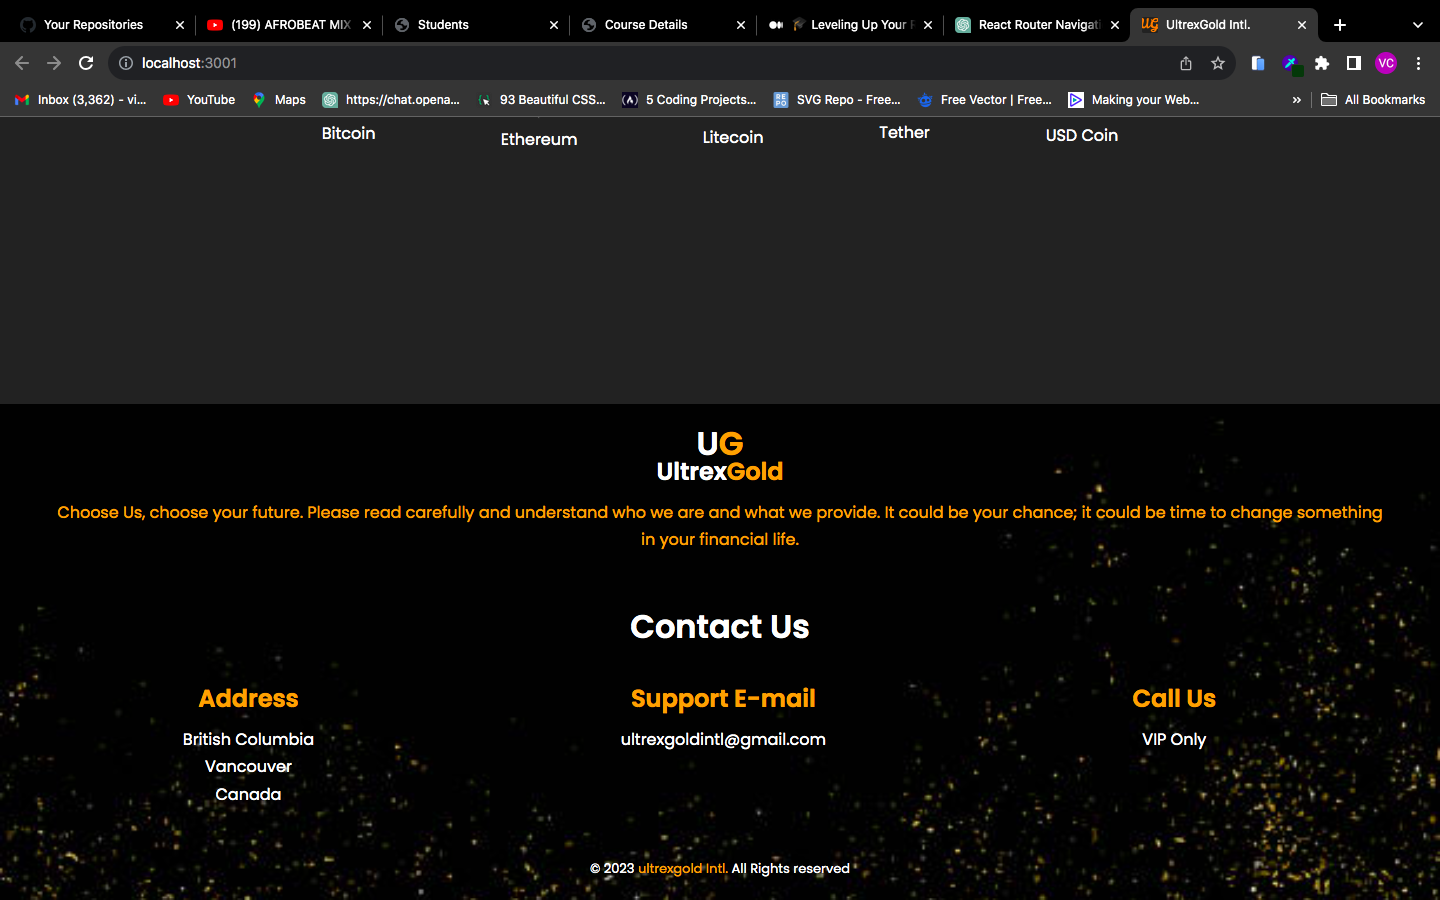 Your Repositories
(199) AFROBEAT MIX
Students
Course Details
Leveling Up Your
React Router Navigati
UG UltrexGold Intl.
localhost:3001
VC
Inbox (3,362) - vi...
YouTube
Maps
https://chat.opena...
93 Beautiful CSS...
(A) 5 Coding Projects...
RE
PO
SVG Repo - Free...
Free Vector | Free...
Making your Web...
»
All Bookmarks
Bitcoin
Ethereum
Litecoin
Tether
USD Coin
UG
UltrexGold
Choose Us, choose your future. Please read carefully and understand who we are and what we provide. It could be your chance; it could be time to change something
in your financial life.
Contact Us
Address
British Columbia
Vancouver
Canada
Support E-mail
ultrexgoldintl@gmail.com
Call Us
VIP Only
© 2023 ultrexgold Intl. All Rights reserved